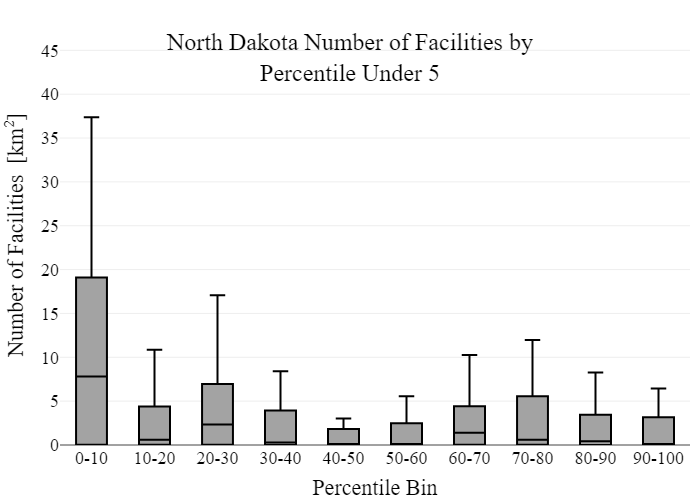 North Dakota Number of Facilities by
Percentile Under 5
Number of Facilities [km²]
45
40
35
30
25
20
15
10
5
0
0-10 10-20 20-30 30-40 40-50 50-60 60-70 70-80 80-90 90-100
Percentile Bin